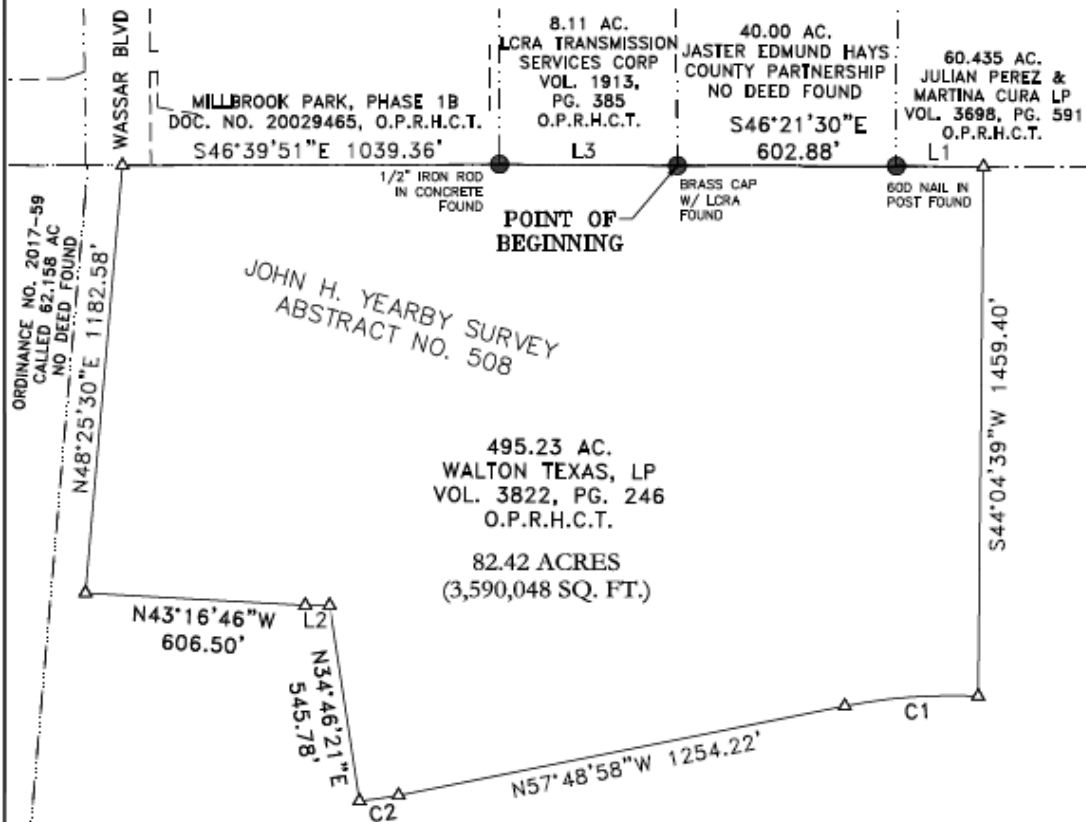 WASSAR BLVD
MILLBROOK PARK, PHASE 1B
DOC. NO. 20029465, O.P.R.H.C.T.
S46°39'51"E 1039.36'
8.11 AC.
LCRA TRANSMISSION
SERVICES CORP
VOL. 1913,
PG. 385
O.P.R.H.C.T.
L3
40.00 AC.
JASTER EDMUND HAYS
COUNTY PARTNERSHIP
NO DEED FOUND
S46°21'30"E
602.88'
60.435 AC.
JULIAN PEREZ &
MARTINA CURA LP
VOL. 3698, PG. 591
O.P.R.H.C.T.
L1
1/2" IRON ROD
IN CONCRETE
FOUND
BRASS CAP
W/ LCRA
FOUND
60D NAIL IN
POST FOUND
POINT OF
BEGINNING
ORDINANCE NO. 2017-59
CALLED 62.158 AC
NO DEED FOUND
N48°25'30"E 1182.58'
JOHN H. YEARBY SURVEY
ABSTRACT NO. 508
S44°04'39"W 1459.40'
495.23 AC.
WALTON TEXAS, LP
VOL. 3822, PG. 246
O.P.R.H.C.T.
82.42 ACRES
(3,590,048 SQ. FT.)
N43°16'46"W
606.50'
L2
N34°46'21"E
545.78'
C2
N57°48'58"W 1254.22'
C1